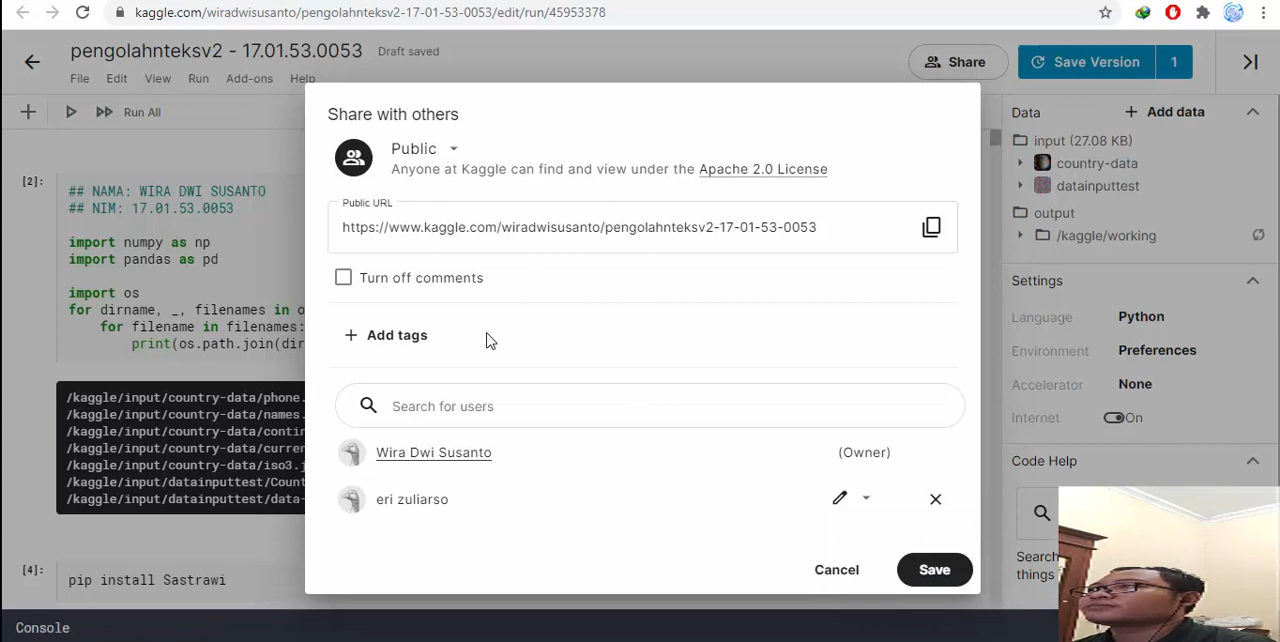 kaggle.com/wiradwisusanto/pengolahnteksv2-17-01-53-0053/edit/run/45953378
pengolahnteksv2 - 17.01.53.0053
Draft saved
File Edit View Run Add-ons Help
Share
Save Version 1
Run All
Share with others
Public
Anyone at Kaggle can find and view under the Apache 2.0 License
Public URL
https://www.kaggle.com/wiradwisusanto/pengolahnteksv2-17-01-53-0053
Turn off comments
+ Add tags
Search for users
Wira Dwi Susanto (Owner)
eri zuliarso
Cancel Save
[2]:
## NAMA: WIRA DWI SUSANTO
## NIM: 17.01.53.0053
import numpy as np
import pandas as pd
import os
for dirname, _, filenames in o
for filename in filenames:
print(os.path.join(dir
/kaggle/input/country-data/phone.
/kaggle/input/country-data/names.
/kaggle/input/country-data/contin
/kaggle/input/country-data/curren
/kaggle/input/country-data/iso3.j
/kaggle/input/datainputtest/Coun
/kaggle/input/datainputtest/data-
[4]:
pip install Sastrawi
Console
Data + Add data
input (27.08 KB)
country-data
datainputtest
output
/kaggle/working
Settings
Language Python
Environment Preferences
Accelerator None
Internet On
Code Help
Search
things